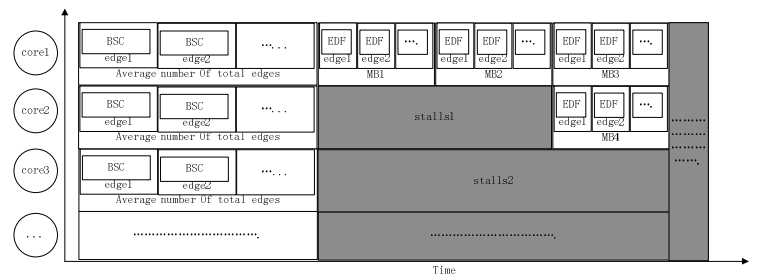 core1
BSC
edge1
BSC
edge2
…...
Average number Of total edges
EDF
edge1
EDF
edge2
….
MB1
EDF
edge1
EDF
edge2
….
MB2
EDF
edge1
EDF
edge2
….
MB3
core2
BSC
edge1
BSC
edge2
…...
Average number Of total edges
stalls1
EDF
edge1
EDF
edge2
….
MB4
core3
BSC
edge1
BSC
edge2
…...
Average number Of total edges
stalls2
...
…………………………….
…………………………….
………
………
………
…….
Time